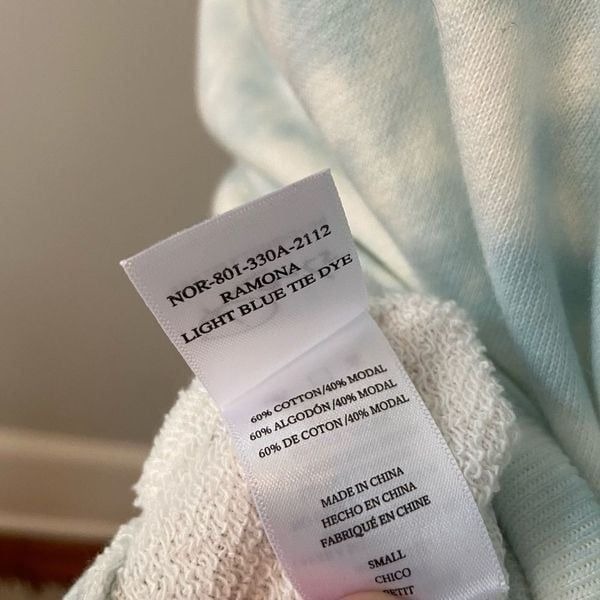 NOR-801-330A-2112
RAMONA
LIGHT BLUE TIE DYE
60% COTTON/40% MODAL
60% ALGODÓN/40% MODAL
60% DE COTON/40% MODAL
MADE IN CHINA
HECHO EN CHINA
FABRIQUÉ EN CHINE
SMALL
CHICO
PETIT